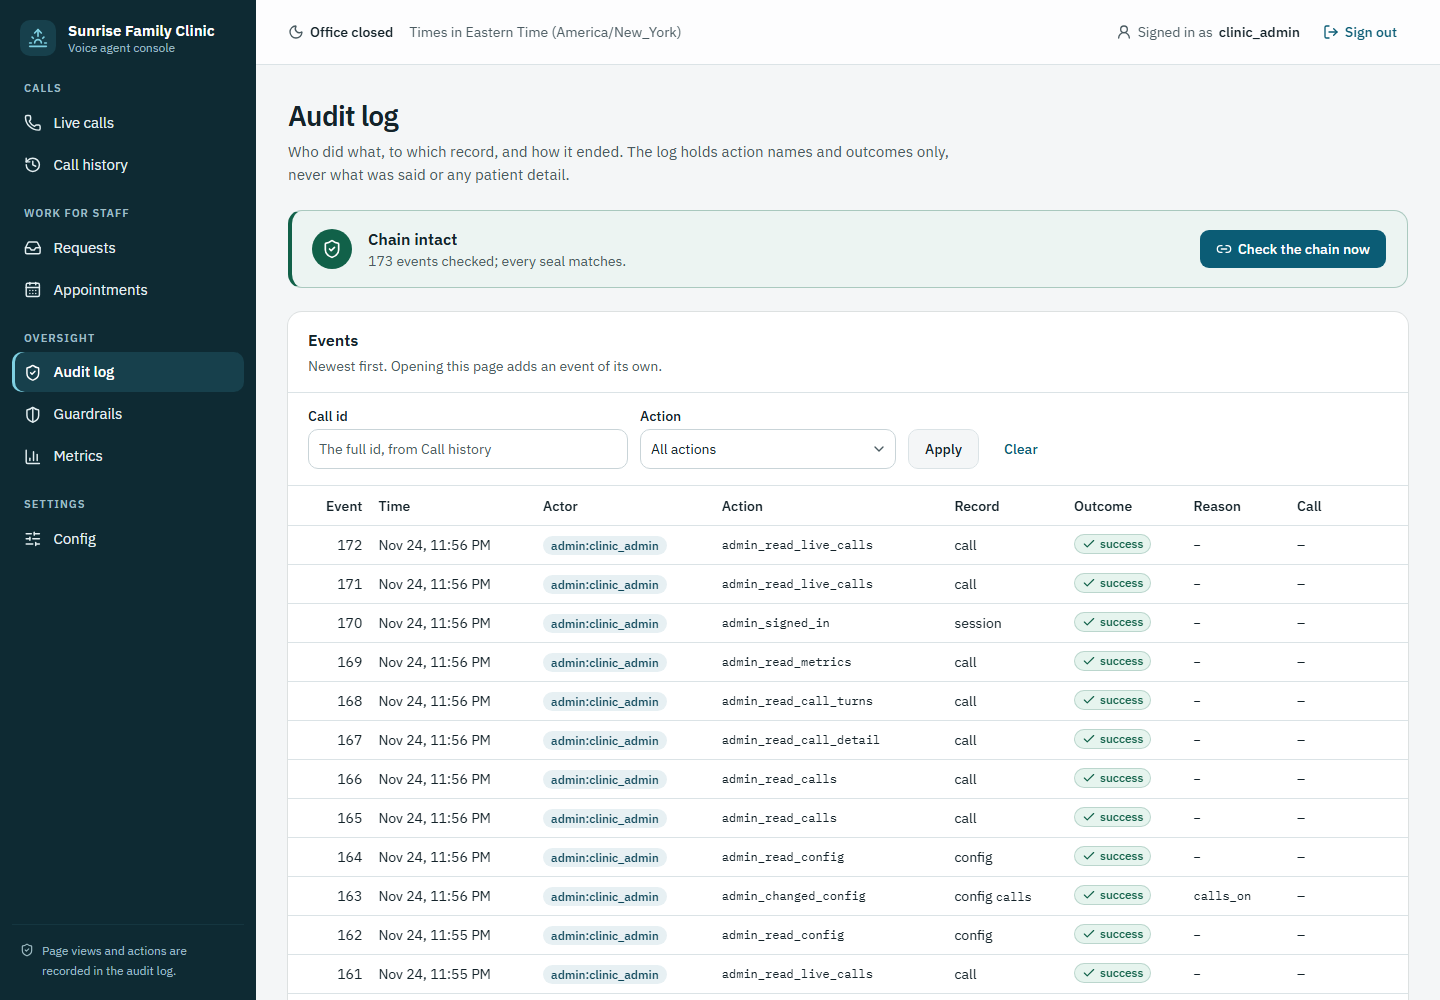 Sunrise Family Clinic
Voice agent console
CALLS
Live calls
Call history
WORK FOR STAFF
Requests
Appointments
OVERSIGHT
Audit log
Guardrails
Metrics
SETTINGS
Config
Page views and actions are
recorded in the audit log.
Office closed Times in Eastern Time (America/New_York) Signed in as clinic_admin Sign out
Audit log
Who did what, to which record, and how it ended. The log holds action names and outcomes only,
never what was said or any patient detail.
Chain intact
173 events checked; every seal matches.
Check the chain now
Events
Newest first. Opening this page adds an event of its own.
Call id Action
The full id, from Call history All actions Apply Clear
Event Time Actor Action Record Outcome Reason Call
172 Nov 24, 11:56 PM admin:clinic_admin admin_read_live_calls call success – –
171 Nov 24, 11:56 PM admin:clinic_admin admin_read_live_calls call success – –
170 Nov 24, 11:56 PM admin:clinic_admin admin_signed_in session success – –
169 Nov 24, 11:56 PM admin:clinic_admin admin_read_metrics call success – –
168 Nov 24, 11:56 PM admin:clinic_admin admin_read_call_turns call success – –
167 Nov 24, 11:56 PM admin:clinic_admin admin_read_call_detail call success – –
166 Nov 24, 11:56 PM admin:clinic_admin admin_read_calls call success – –
165 Nov 24, 11:56 PM admin:clinic_admin admin_read_calls call success – –
164 Nov 24, 11:56 PM admin:clinic_admin admin_read_config config success – –
163 Nov 24, 11:56 PM admin:clinic_admin admin_changed_config config calls success calls_on –
162 Nov 24, 11:55 PM admin:clinic_admin admin_read_config config success – –
161 Nov 24, 11:55 PM admin:clinic_admin admin_read_live_calls call success – –